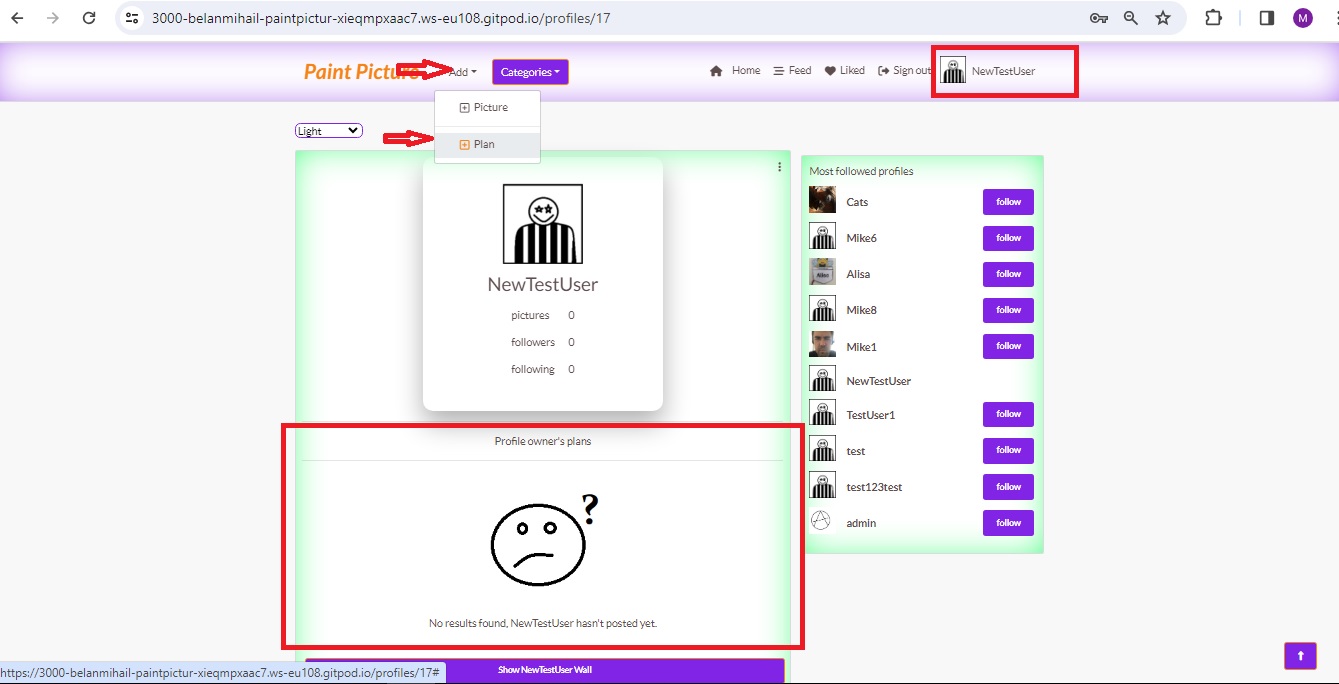 3000-belanmihail-paintpictur-xieqmpxaac7.ws-eu108.gitpod.io/profiles/17
M
Paint Picture
Add
Categories
Home
Feed
Liked
Sign out
NewTestUser
Picture
Plan
Light
NewTestUser
pictures 0
followers 0
following 0
Profile owner's plans
?
No results found, NewTestUser hasn't posted yet.
Show NewTestUser Wall
Most followed profiles
Cats follow
Mike6 follow
Alisa follow
Mike8 follow
Mike1 follow
NewTestUser
TestUser1 follow
test follow
test123test follow
admin follow
https://3000-belanmihail-paintpictur-xieqmpxaac7.ws-eu108.gitpod.io/profiles/17#